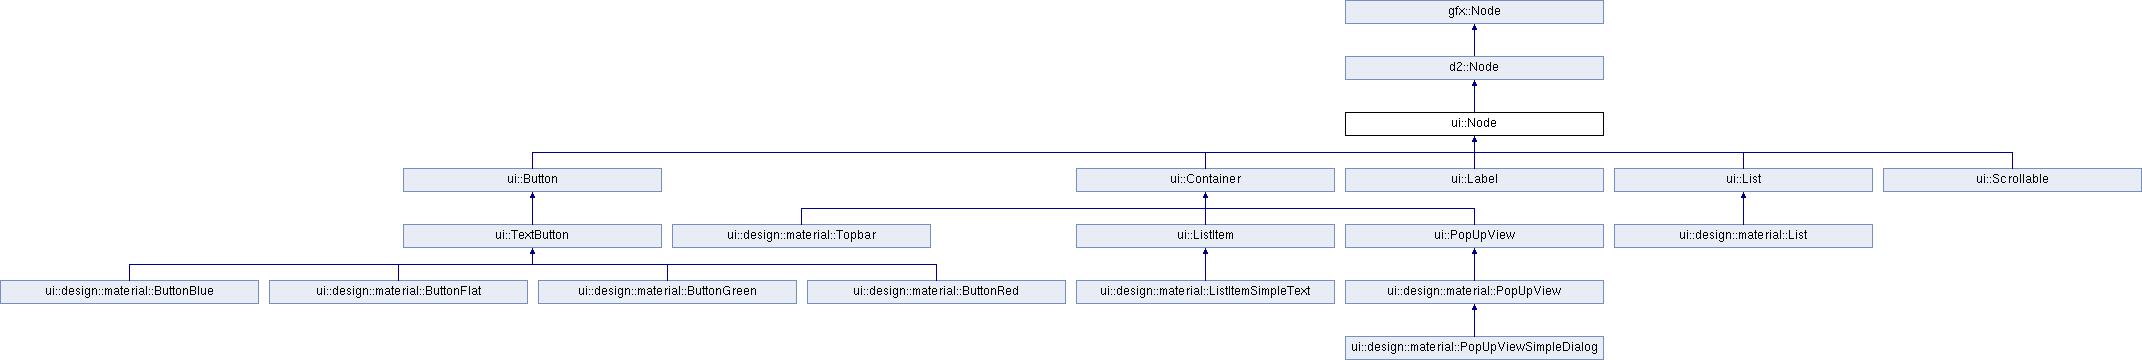 gfx::Node
d2::Node
ui::Node
ui::Button
ui::Container
ui::Label
ui::List
ui::Scrollable
ui::TextButton
ui::design::material::Topbar
ui::ListItem
ui::PopUpView
ui::design::material::List
ui::design::material::ButtonBlue
ui::design::material::ButtonFlat
ui::design::material::ButtonGreen
ui::design::material::ButtonRed
ui::design::material::ListItemSimpleText
ui::design::material::PopUpView
ui::design::material::PopUpViewSimpleDialog